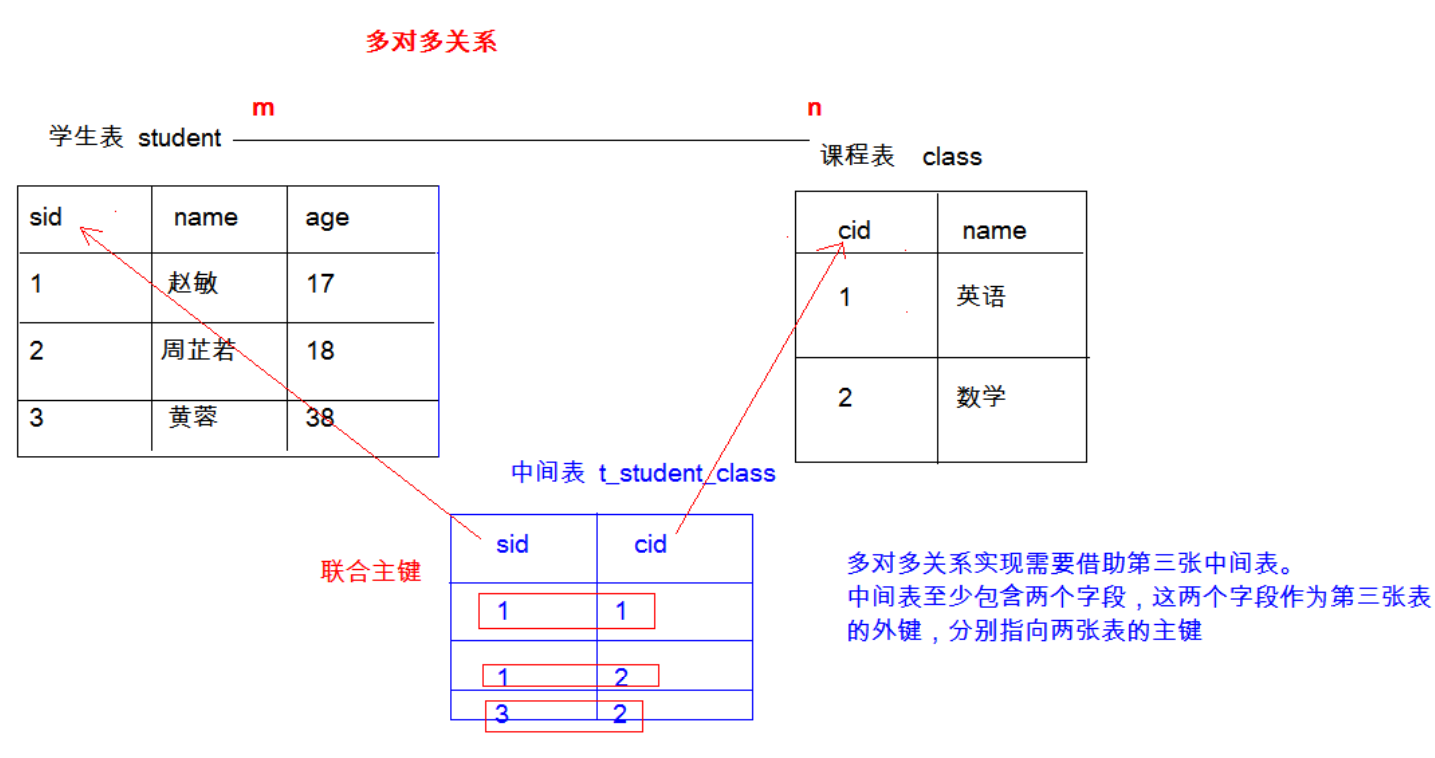 多对多关系
m n
学生表 student
课程表 class
sid name age
1 赵敏 17
2 周芷若 18
3 黄蓉 38
cid name
1 英语
2 数学
中间表 t_student_class
联合主键
sid cid
1 1
1 2
3 2
多对多关系实现需要借助第三张中间表。
中间表至少包含两个字段，这两个字段作为第三张表
的外键，分别指向两张表的主键